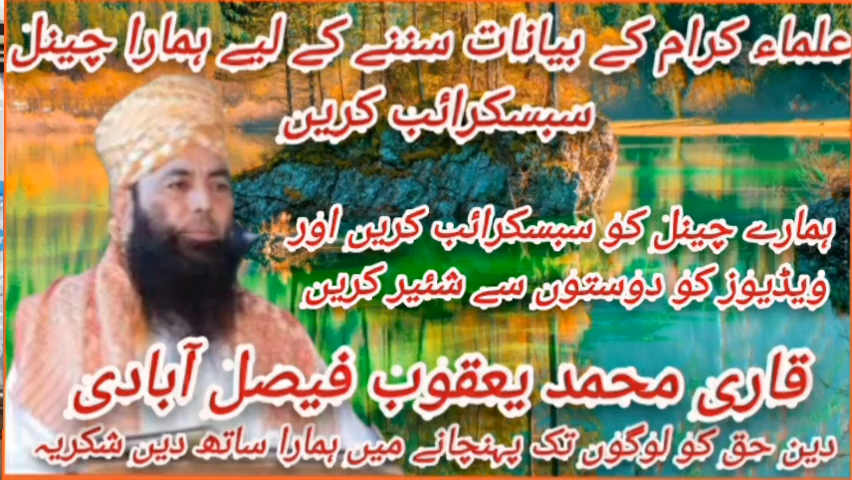 علماء کرام کے بیانات سننے کے لیے ہمارا چینل
سبسکرائب کریں
ہمارے چینل کو سبسکرائب کریں اور
ویڈیوز کو دوستوں سے شئیر کریں
قاری محمد یعقوب فیصل آبادی
دین حق کو لوگوں تک پہنچانے میں ہمارا ساتھ دیں شکریہ